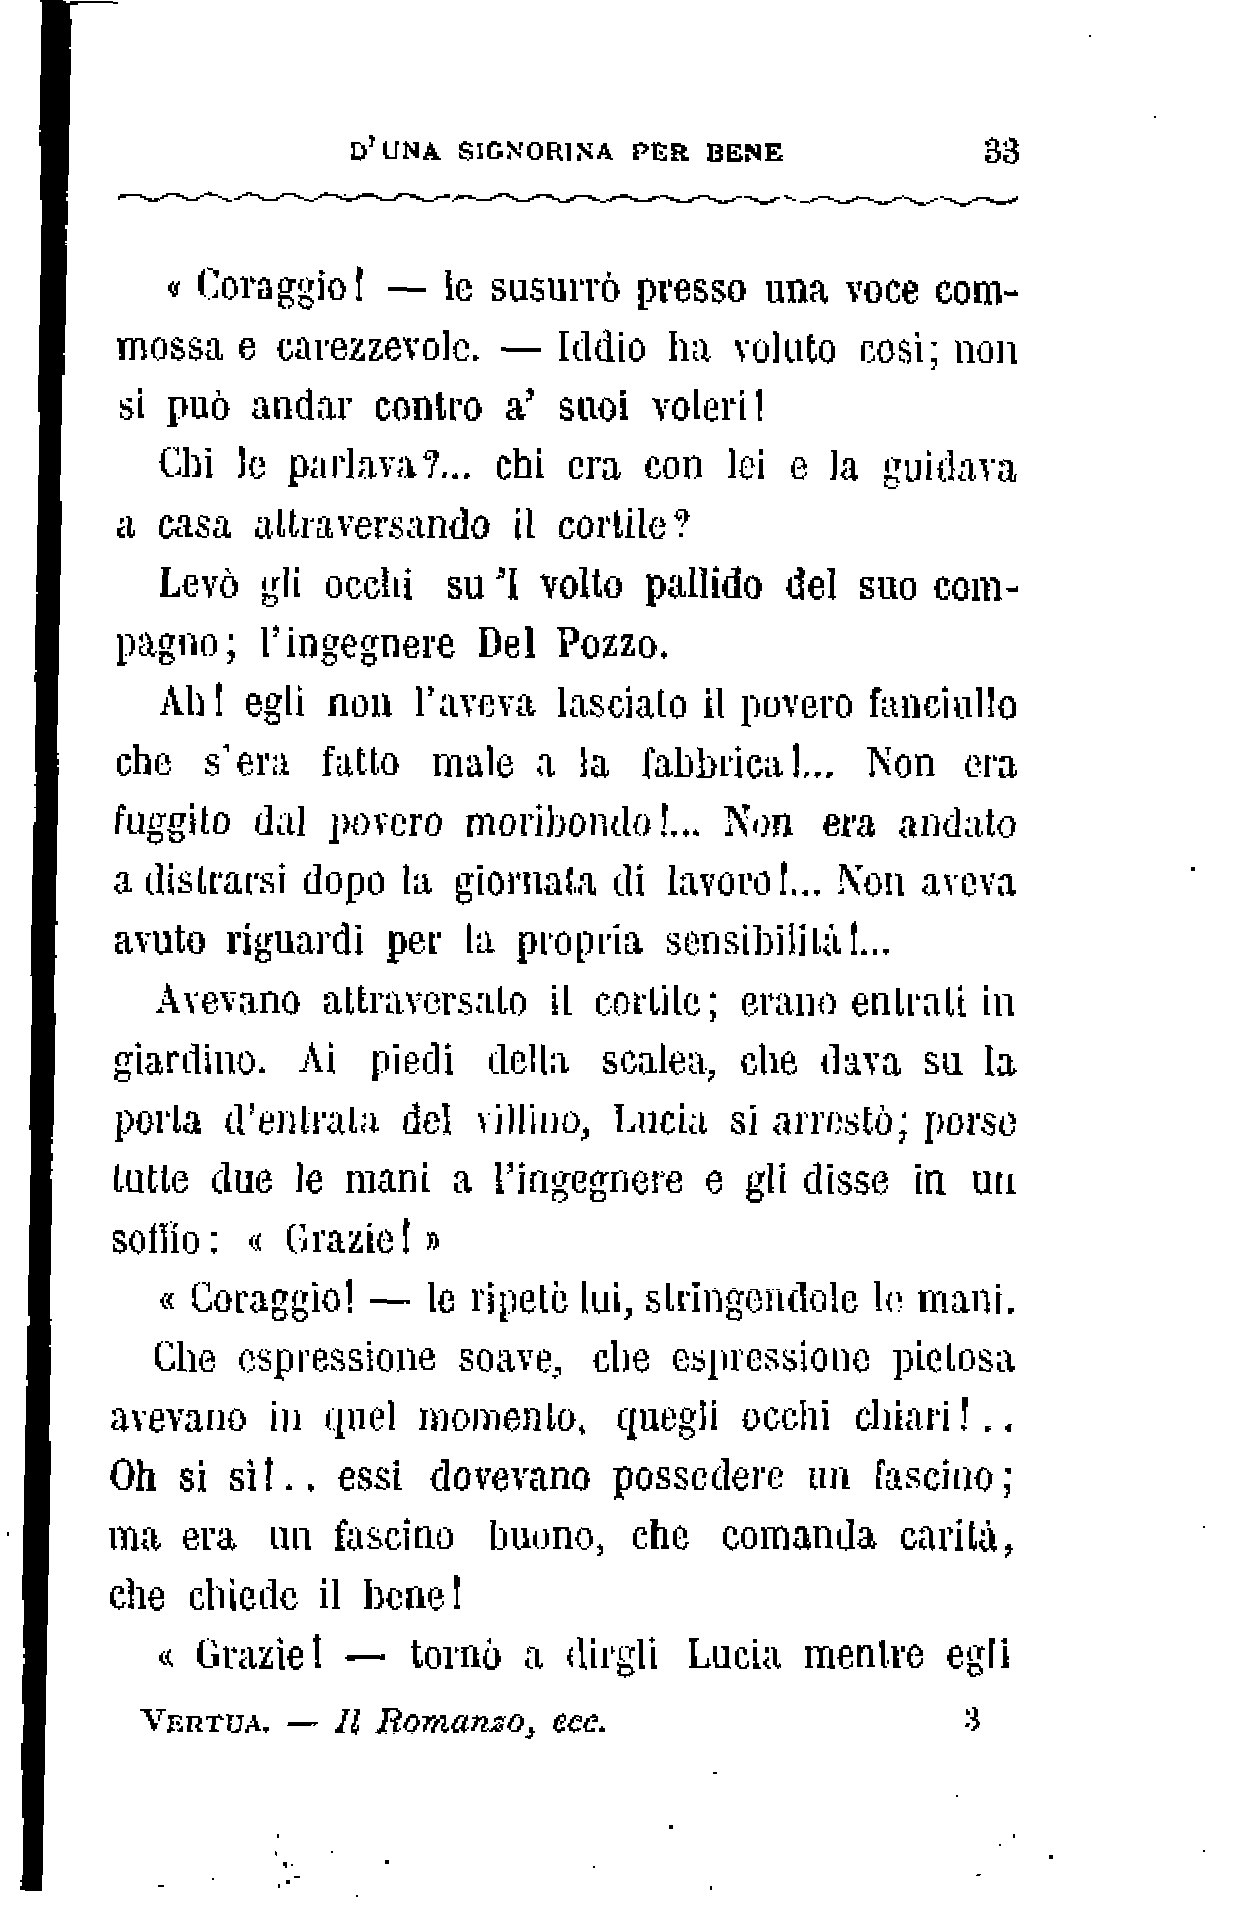 D'UNA SIGNORINA PER BENE 33
« Coraggio! — le susurrò presso una voce com-
mossa e carezzevole. — Iddio ha voluto così; non
si può andar contro a' suoi voleri!
Chi le parlava?... chi era con lei e la guidava
a casa attraversando il cortile?
Levò gli occhi su 'l volto pallido del suo com-
pagno; l'ingegnere Del Pozzo.
Ah! egli non l'aveva lasciato il povero fanciullo
che s'era fatto male a la fabbrica!... Non era
fuggito dal povero moribondo!... Non era andato
a distrarsi dopo la giornata di lavoro!... Non aveva
avuto riguardi per la propria sensibilità!...
Avevano attraversato il cortile; erano entrati in
giardino. Ai piedi della scalea, che dava su la
porta d'entrata del villino, Lucia si arrestò; porse
tutte due le mani a l'ingegnere e gli disse in un
soffio: « Grazie! »
« Coraggio! — le ripetè lui, stringendole le mani.
Che espressione soave, che espressione pietosa
avevano in quel momento, quegli occhi chiari! . .
Oh si sì! . . essi dovevano possedere un fascino;
ma era un fascino buono, che comanda carità,
che chiede il bene!
« Grazie! — tornò a dirgli Lucia mentre egli
VERTUA. — Il Romanzo, ecc. 3